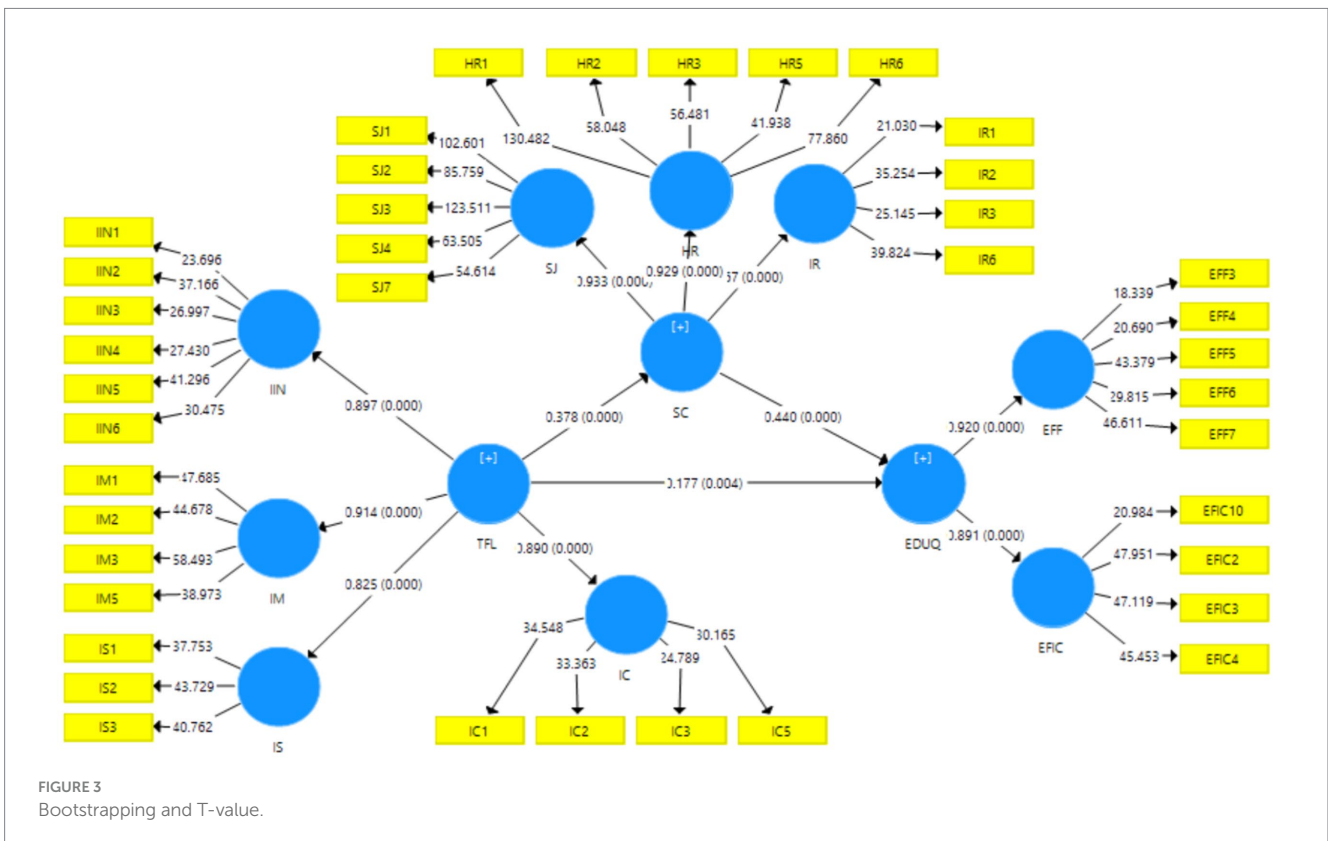 HR1
HR2
HR3
HR5
HR6
130.482
58.048
56.481
41.938
77.860
SJ1
SJ2
SJ3
SJ4
SJ7
102.601
85.759
123.511
63.505
54.614
SJ
HR
IR
21.030
35.254
25.145
39.824
IR1
IR2
IR3
IR6
0.929 (0.000)
[+]
SC
IIN1
IIN2
IIN3
IIN4
IIN5
IIN6
23.696
37.166
26.997
27.430
41.296
30.475
IIN
0.897 (0.000)
0.378 (0.000)
0.440 (0.000)
EFF
18.339
20.690
43.379
46.611
EFF3
EFF4
EFF5
EFF6
EFF7
0.920 (0.000)
IM1
IM2
IM3
IM5
47.685
44.678
58.493
38.973
IM
0.914 (0.000)
[+]
TFL
0.177 (0.004)
[+]
EDUQ
0.891 (0.000)
0.890 (0.000)
0.825 (0.000)
EFIC
20.984
47.951
47.119
45.453
EFIC10
EFIC2
EFIC3
EFIC4
IS1
IS2
IS3
37.753
43.729
40.762
IS
IC
34.548
33.363
24.789
30.165
IC1
IC2
IC3
IC5
FIGURE 3
Bootstrapping and T-value.